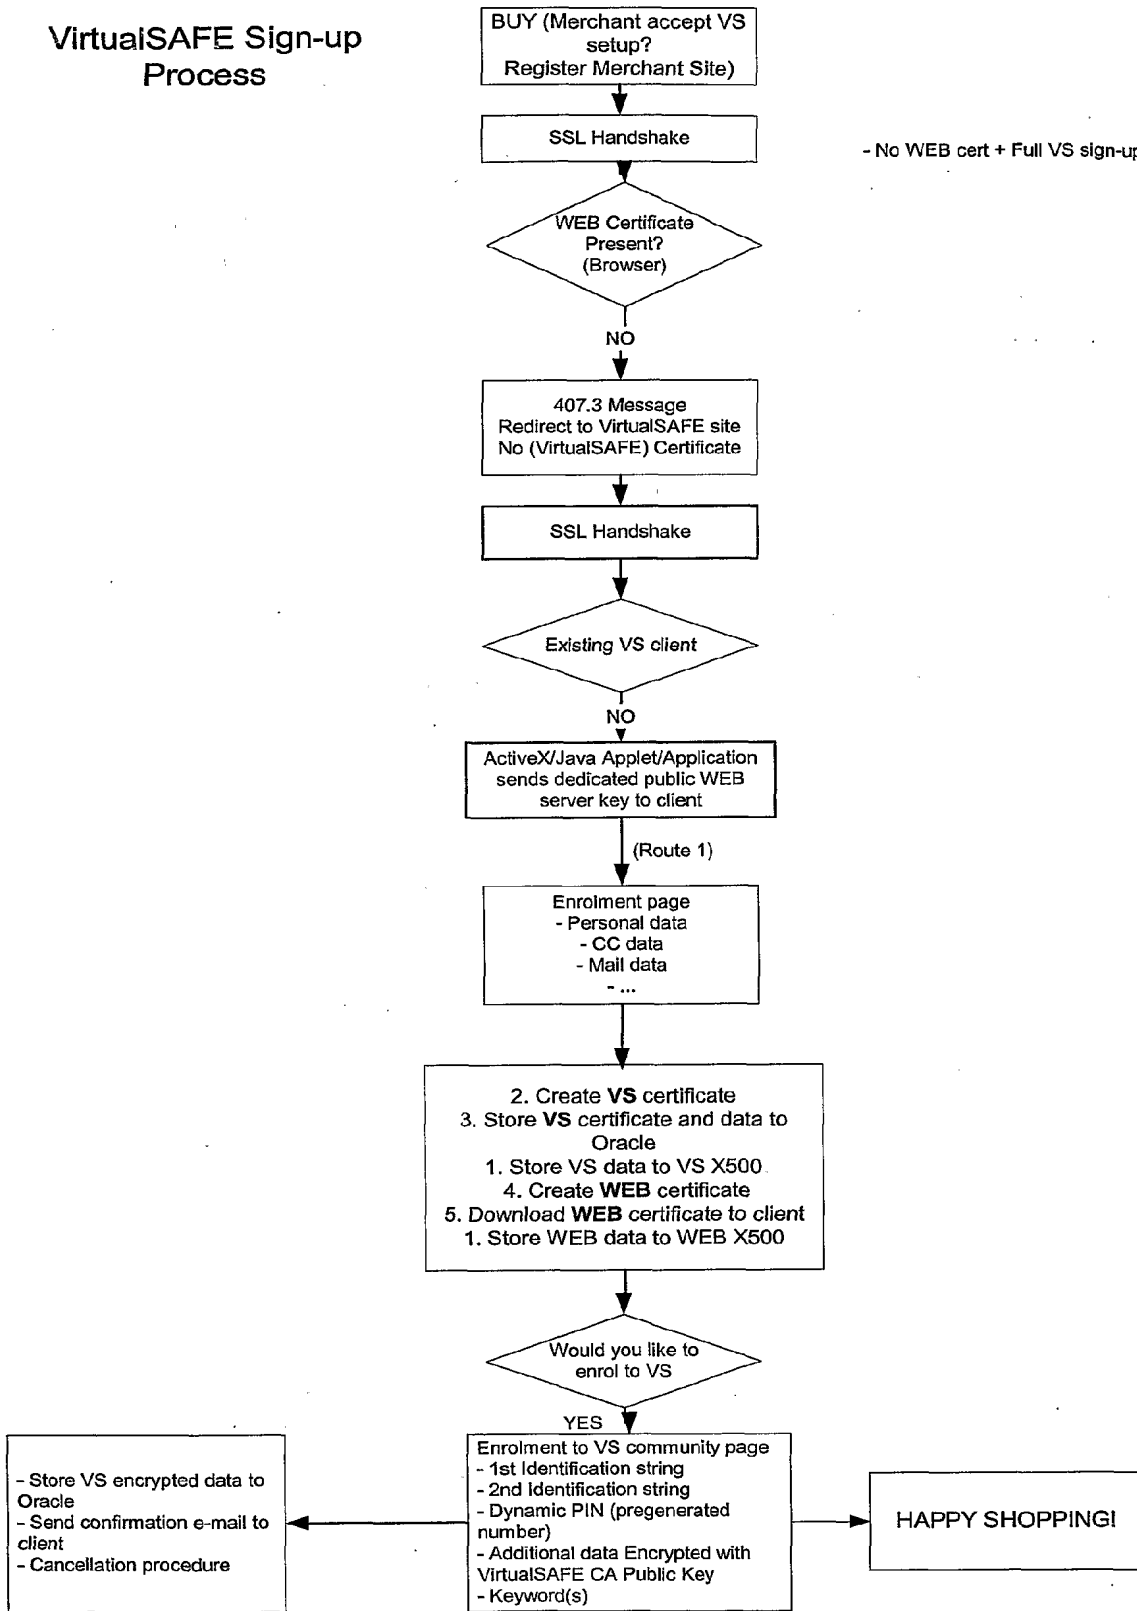 VirtualSAFE Sign-up
Process
BUY (Merchant accept VS
setup?
Register Merchant Site)
SSL Handshake
- No WEB cert + Full VS sign-up
WEB Certificate
Present?
(Browser)
NO
407.3 Message
Redirect to VirtualSAFE site
No (VirtualSAFE) Certificate
SSL Handshake
Existing VS client
NO
ActiveX/Java Applet/Application
sends dedicated public WEB
server key to client
(Route 1)
Enrolment page
- Personal data
- CC data
- Mail data
- ...
2. Create VS certificate
3. Store VS certificate and data to
Oracle
1. Store VS data to VS X500
4. Create WEB certificate
5. Download WEB certificate to client
1. Store WEB data to WEB X500
Would you like to
enrol to VS
YES
- Store VS encrypted data to
Oracle
- Send confirmation e-mail to
client
- Cancellation procedure
Enrolment to VS community page
- 1st Identification string
- 2nd Identification string
- Dynamic PIN (pregenerated
number)
- Additional data Encrypted with
VirtualSAFE CA Public Key
- Keyword(s)
HAPPY SHOPPING!